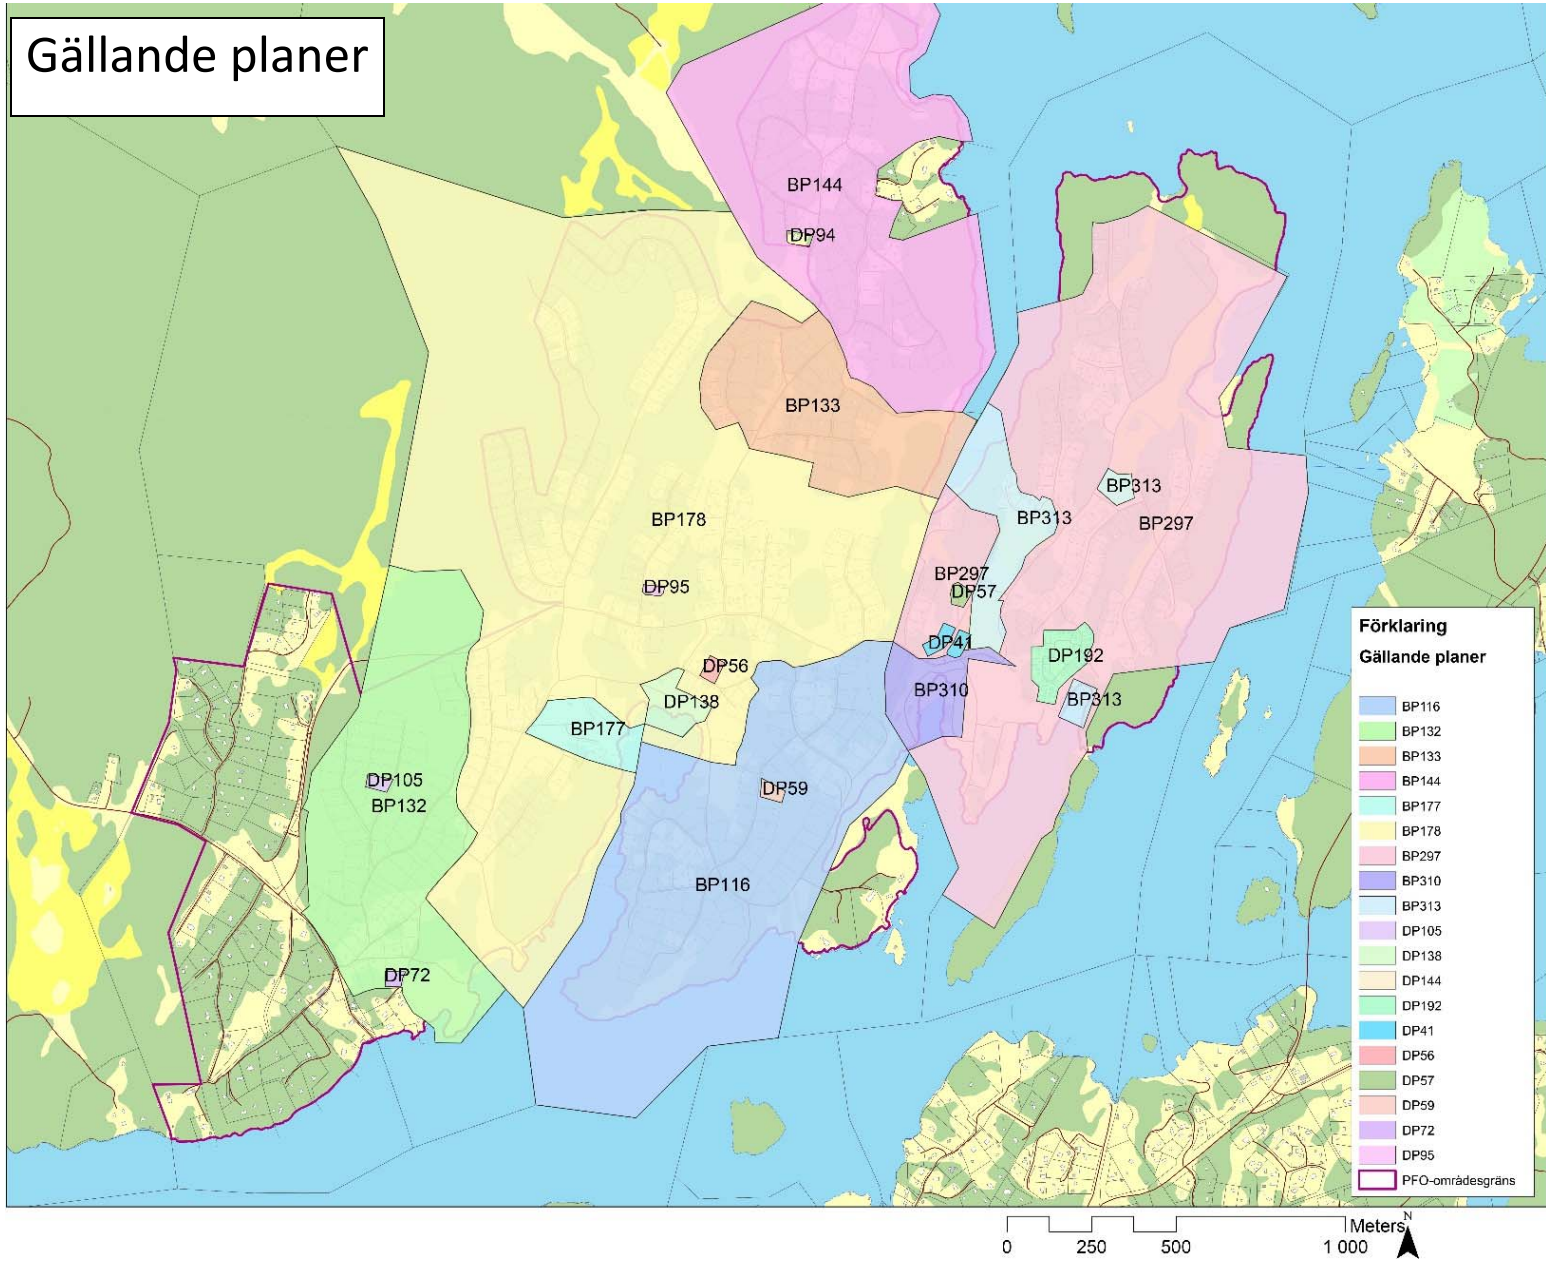 Gällande planer
BP144
DP94
BP133
BP178
BP313
BP313
BP297
BP297
DP57
DP95
DP41
DP192
DP56
DP138
BP310
BP313
BP177
DP105
BP132
DP59
BP116
DP72
Förklaring
Gällande planer
BP116
BP132
BP133
BP144
BP177
BP178
BP297
BP310
BP313
DP105
DP138
DP144
DP192
DP41
DP56
DP57
DP59
DP72
DP95
PFO-områdesgräns
Meters
0 250 500 1 000
N